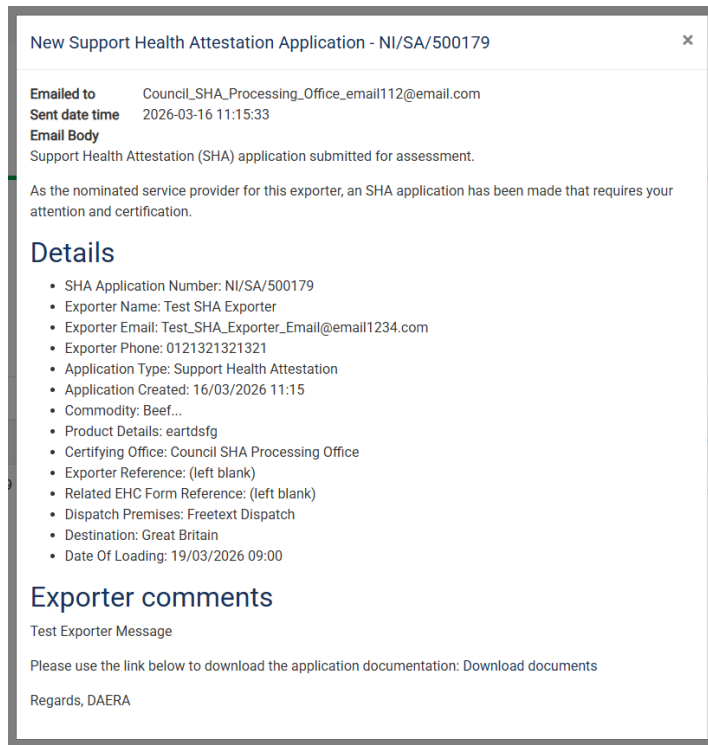 New Support Health Attestation Application - NI/SA/500179 ×
Emailed to Council_SHA_Processing_Office_email112@email.com
Sent date time 2026-03-16 11:15:33
Email Body
Support Health Attestation (SHA) application submitted for assessment.
As the nominated service provider for this exporter, an SHA application has been made that requires your
attention and certification.
Details
• SHA Application Number: NI/SA/500179
• Exporter Name: Test SHA Exporter
• Exporter Email: Test_SHA_Exporter_Email@email1234.com
• Exporter Phone: 0121321321321
• Application Type: Support Health Attestation
• Application Created: 16/03/2026 11:15
• Commodity: Beef...
• Product Details: eartdsfg
• Certifying Office: Council SHA Processing Office
• Exporter Reference: (left blank)
• Related EHC Form Reference: (left blank)
• Dispatch Premises: Freetext Dispatch
• Destination: Great Britain
• Date Of Loading: 19/03/2026 09:00
Exporter comments
Test Exporter Message
Please use the link below to download the application documentation: Download documents
Regards, DAERA